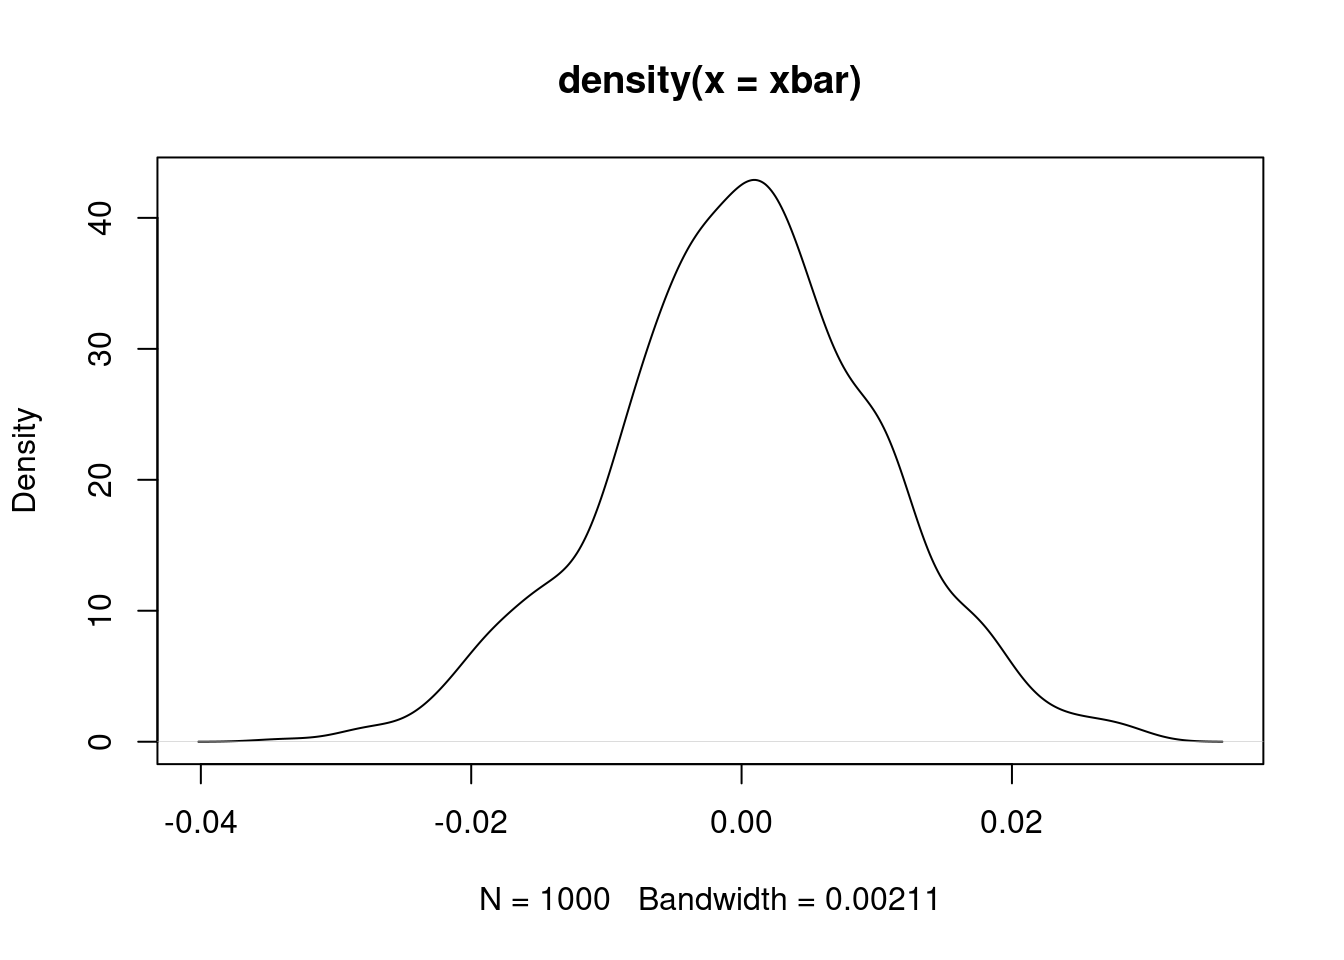 density(x = xbar)
Density
40
30
20
10
0
-0.04 -0.02 0.00 0.02
N = 1000   Bandwidth = 0.00211